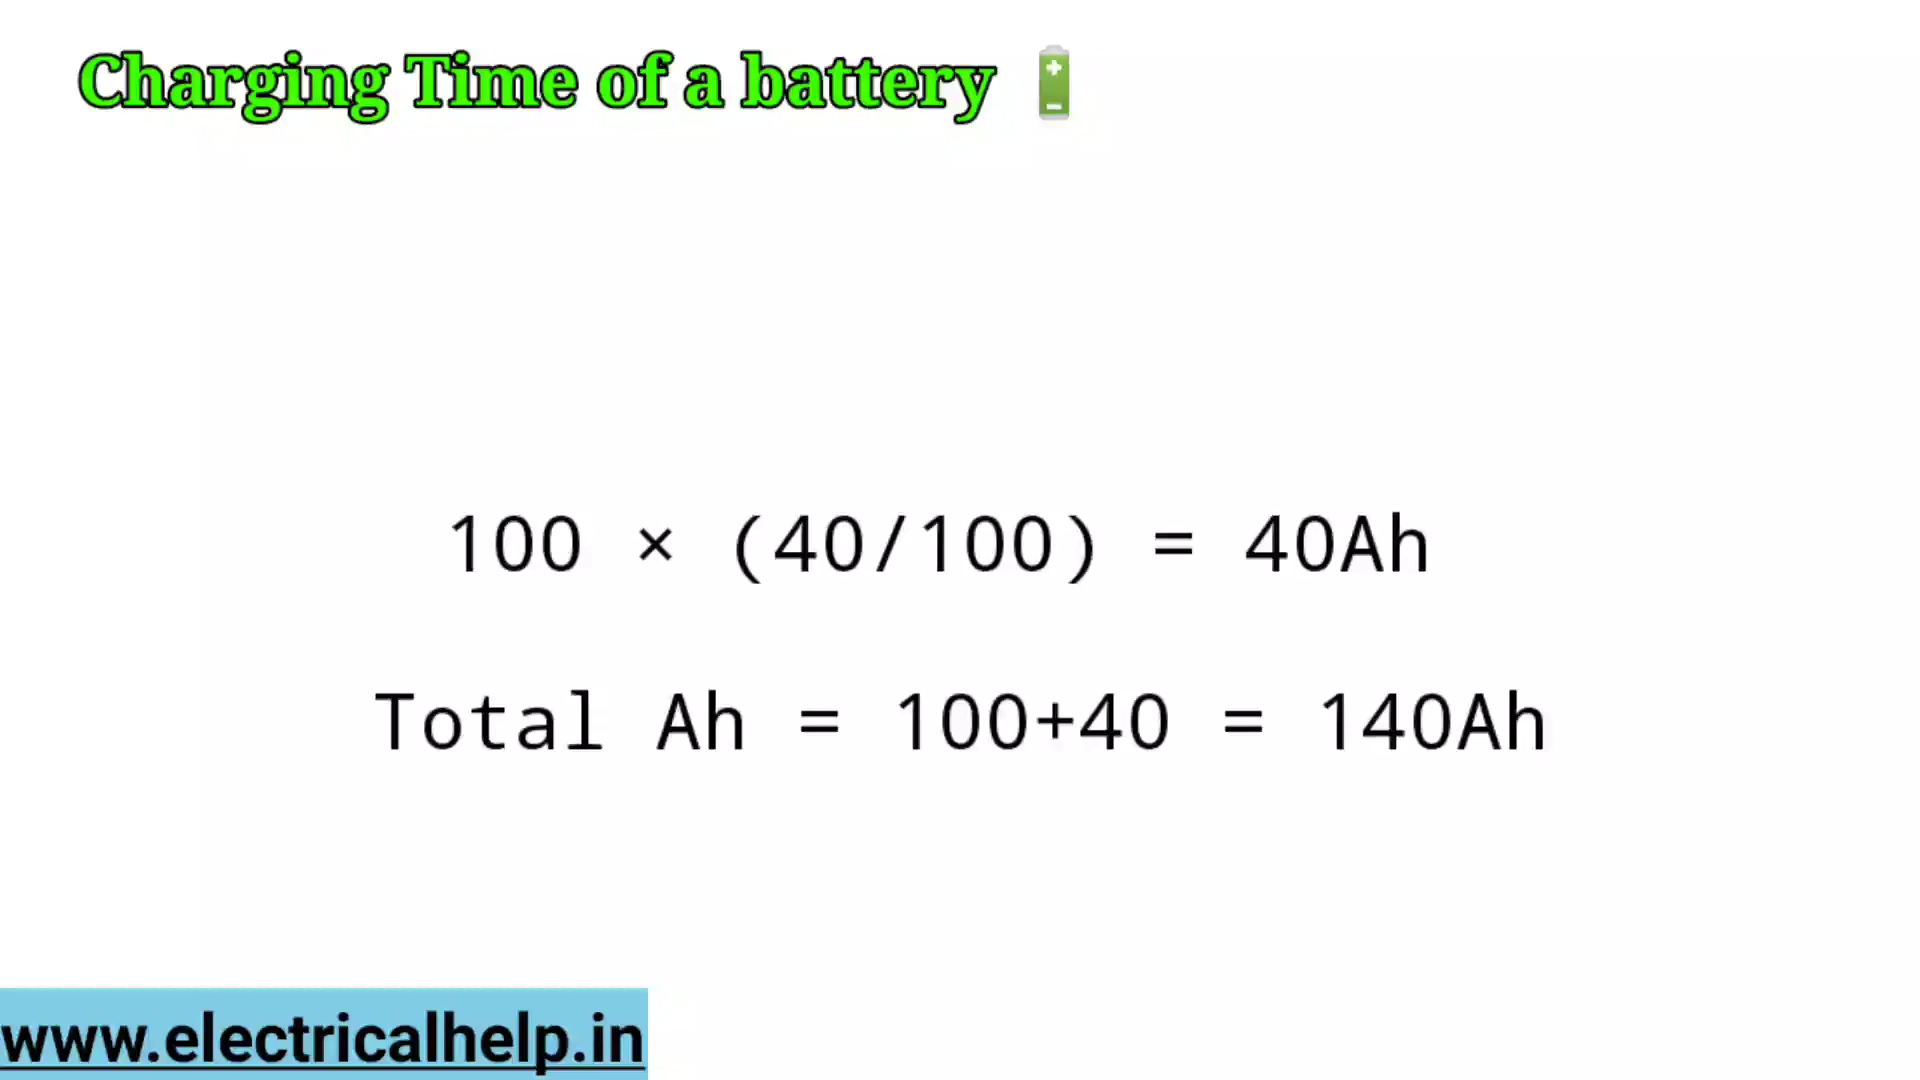 Charging Time of a battery 🔋
100 × (40/100) = 40Ah
Total Ah = 100+40 = 140Ah
www.electricalhelp.in